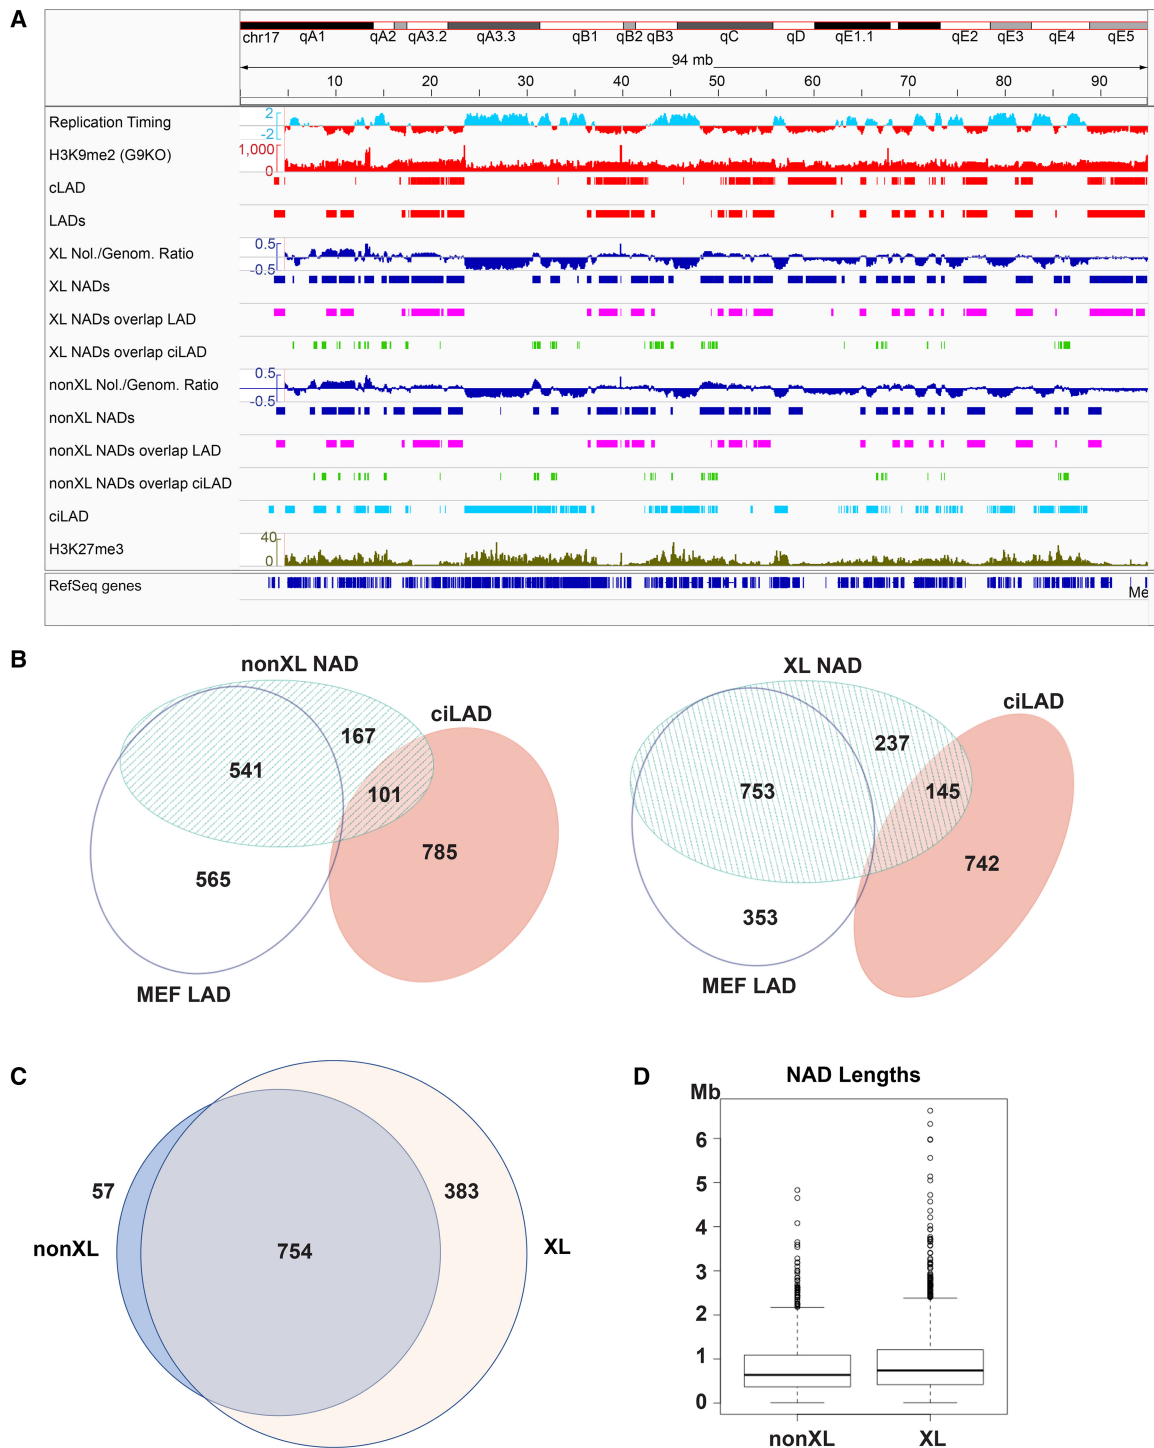 A
chr17 qA1 qA2 qA3.2 qA3.3 qB1 qB2 qB3 qC qD qE1.1 qE2 qE3 qE4 qE5
94 mb
10 20 30 40 50 60 70 80 90
Replication Timing 2 -2
H3K9me2 (G9KO) 1,000 0
cLAD
LADs
XL Nol./Genom. Ratio 0.5 -0.5
XL NADs
XL NADs overlap LAD
XL NADs overlap ciLAD
nonXL Nol./Genom. Ratio 0.5 -0.5
nonXL NADs
nonXL NADs overlap LAD
nonXL NADs overlap ciLAD
ciLAD
H3K27me3 40 0
RefSeq genes
Me
B
nonXL NAD
ciLAD
167
541
101
785
565
MEF LAD
XL NAD
ciLAD
237
753
145
742
353
MEF LAD
C
57
383
nonXL
754
XL
D
NAD Lengths
Mb
6
5
4
3
2
1
0
nonXL XL